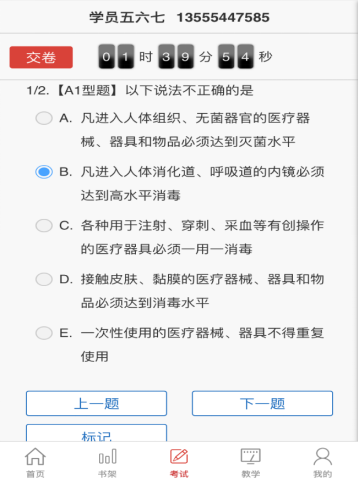 学员五六七 13555447585
交卷 01 时 39 分 54 秒
1/2.【A1型题】以下说法不正确的是
A. 凡进入人体组织、无菌器官的医疗器
械、器具和物品必须达到灭菌水平
B. 凡进入人体消化道、呼吸道的内镜必须
达到高水平消毒
C. 各种用于注射、穿刺、采血等有创操作
的医疗器具必须一用一消毒
D. 接触皮肤、黏膜的医疗器械、器具和物
品必须达到消毒水平
E. 一次性使用的医疗器械、器具不得重复
使用
上一题 下一题
标记
首页 书架 考试 教学 我的